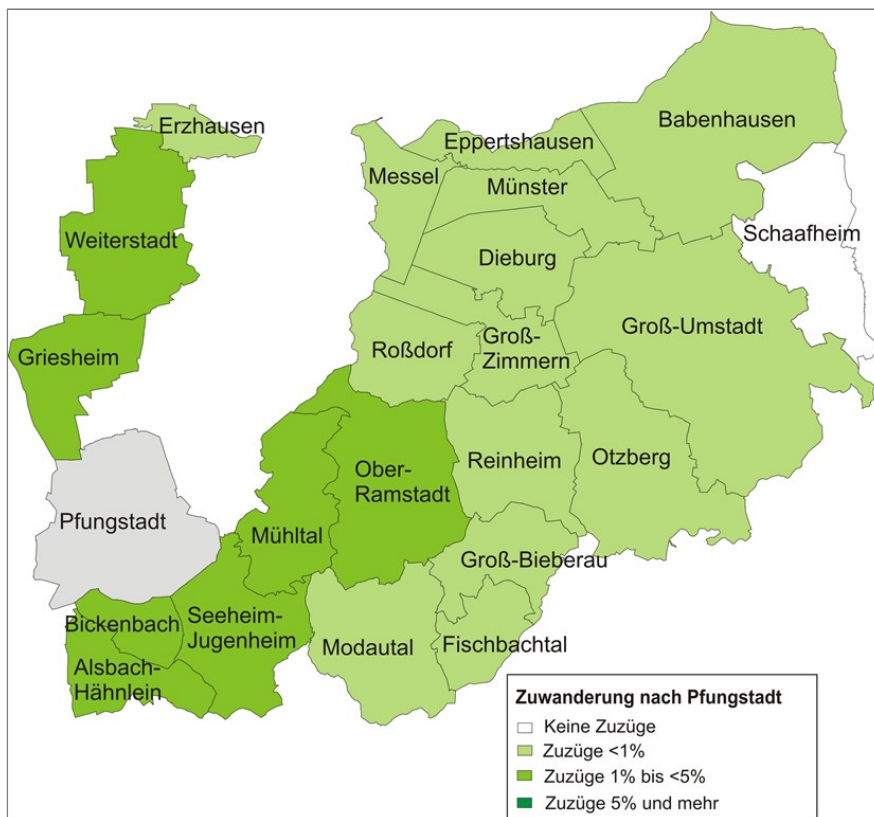 Erzhausen
Babenhausen
Eppertshausen
Messel
Münster
Weiterstadt
Schaafheim
Dieburg
Groß-Umstadt
Griesheim
Roßdorf
Groß-
Zimmern
Ober-
Ramstadt
Reinheim
Otzberg
Pfungstadt
Mühltal
Groß-Bieberau
Bickenbach
Seeheim-
Jugenheim
Modautal
Fischbachtal
Alsbach-
Hähnlein
Zuwanderung nach Pfungstadt
Keine Zuzüge
Zuzüge <1%
Zuzüge 1% bis <5%
Zuzüge 5% und mehr